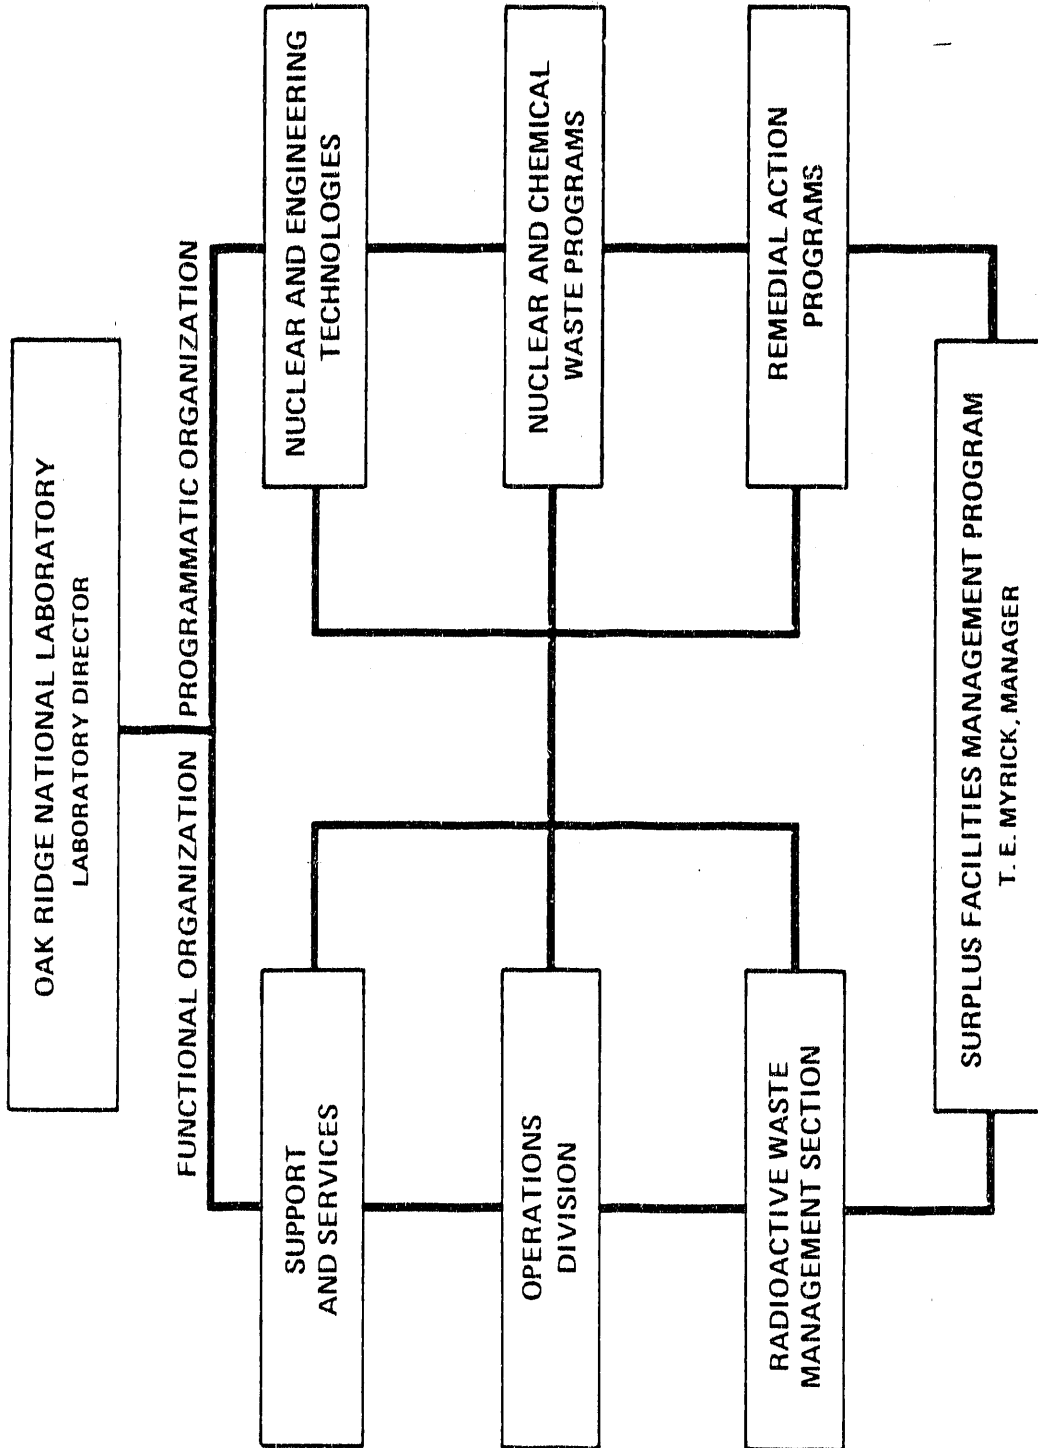 OAK RIDGE NATIONAL LABORATORY
LABORATORY DIRECTOR
FUNCTIONAL ORGANIZATION
PROGRAMMATIC ORGANIZATION
SUPPORT
AND SERVICES
NUCLEAR AND ENGINEERING
TECHNOLOGIES
OPERATIONS
DIVISION
NUCLEAR AND CHEMICAL
WASTE PROGRAMS
RADIOACTIVE WASTE
MANAGEMENT SECTION
REMEDIAL ACTION
PROGRAMS
SURPLUS FACILITIES MANAGEMENT PROGRAM
T. E. MYRICK, MANAGER